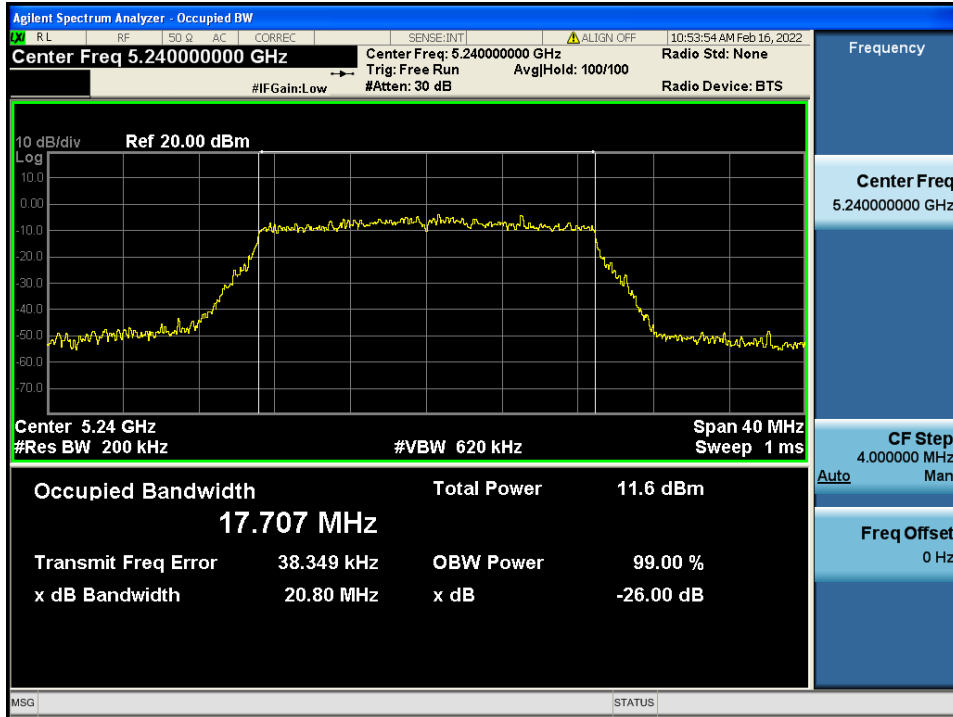 Agilent Spectrum Analyzer - Occupied BW
LXI RL RF 50 Ω AC CORREC SENSE:INT ALIGN OFF 10:53:54 AM Feb 16, 2022
Center Freq 5.240000000 GHz
Center Freq: 5.240000000 GHz Radio Std: None
Trig: Free Run Avg|Hold: 100/100
#IFGain:Low #Atten: 30 dB Radio Device: BTS
Frequency
10 dB/div Ref 20.00 dBm
Log
10.0
0.00
-10.0
-20.0
-30.0
-40.0
-50.0
-60.0
-70.0
Center 5.24 GHz Span 40 MHz
#Res BW 200 kHz #VBW 620 kHz Sweep 1 ms
Occupied Bandwidth Total Power 11.6 dBm
17.707 MHz
Transmit Freq Error 38.349 kHz OBW Power 99.00 %
x dB Bandwidth 20.80 MHz x dB -26.00 dB
Center Freq
5.240000000 GHz
CF Step
4.000000 MHz
Auto Man
Freq Offset
0 Hz
MSG STATUS